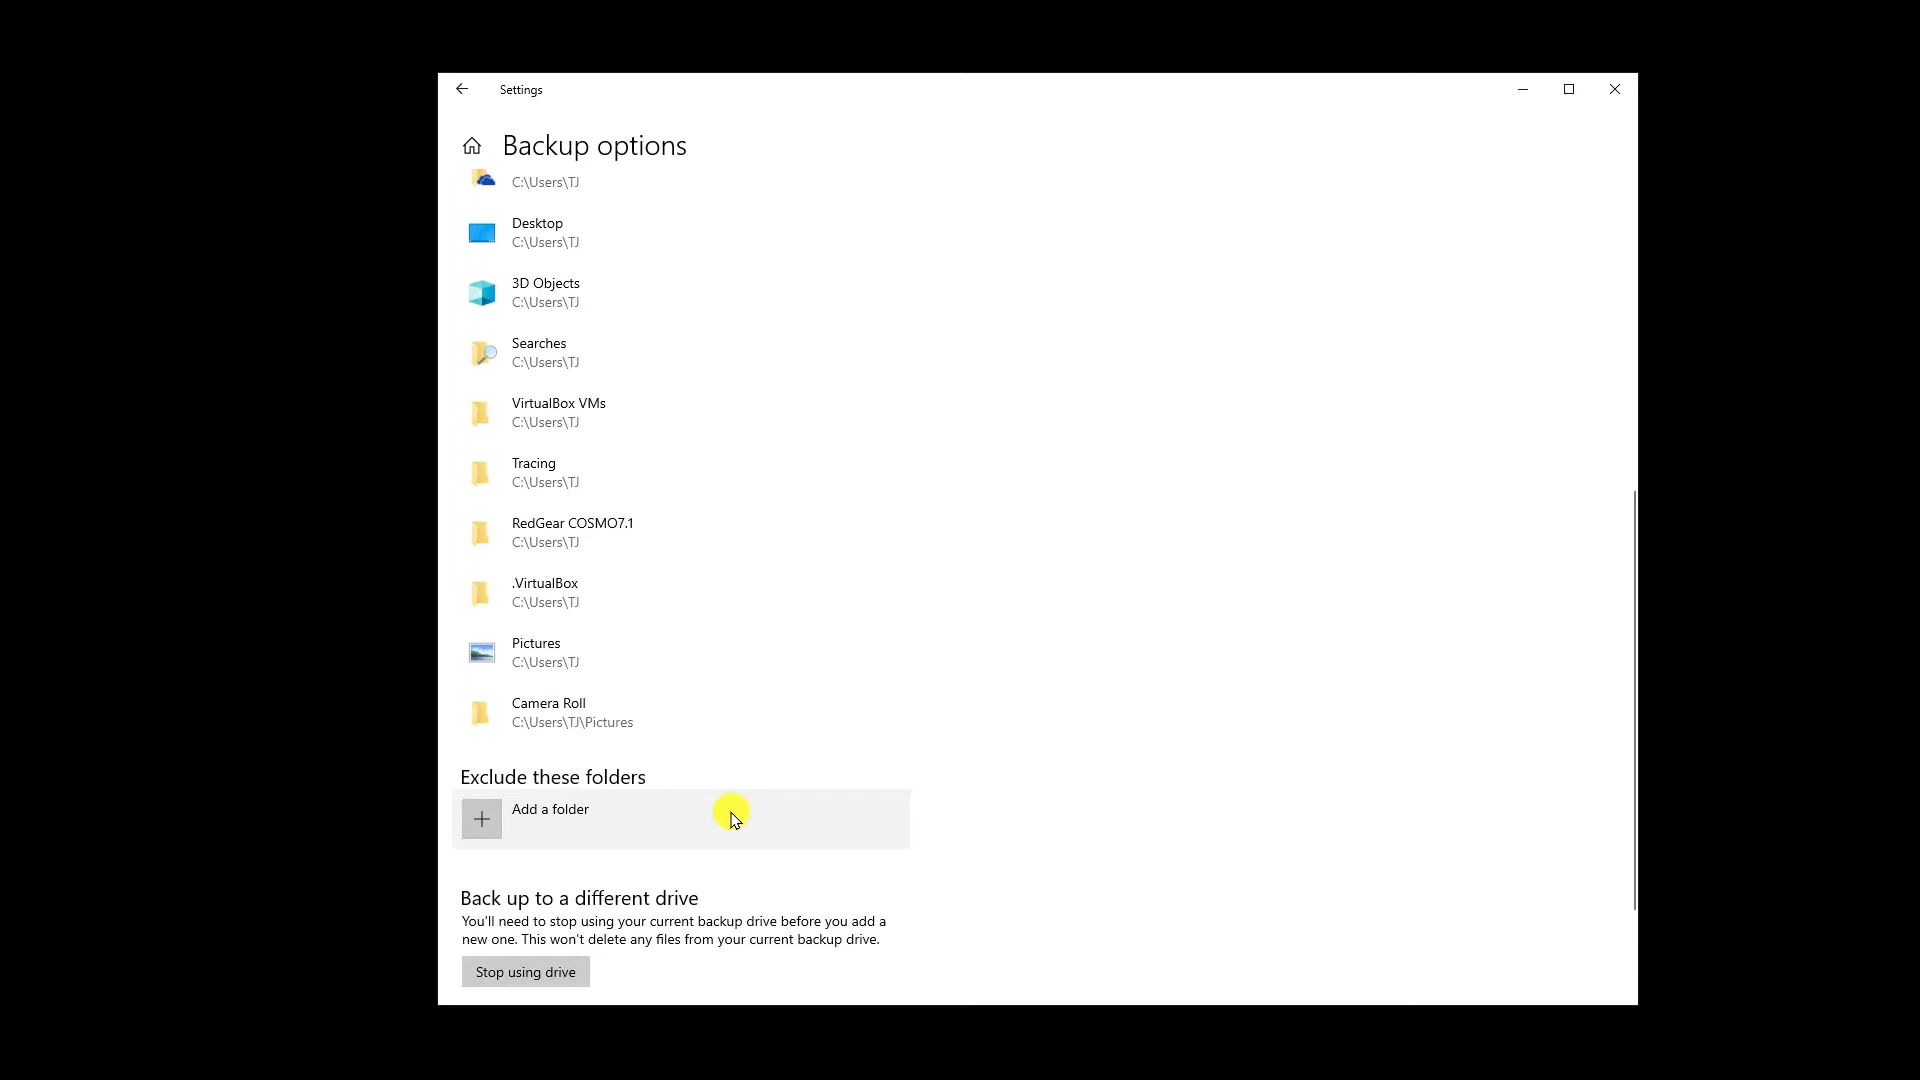 Settings
Backup options
C:\Users\TJ
Desktop
C:\Users\TJ
3D Objects
C:\Users\TJ
Searches
C:\Users\TJ
VirtualBox VMs
C:\Users\TJ
Tracing
C:\Users\TJ
RedGear COSMO7.1
C:\Users\TJ
.VirtualBox
C:\Users\TJ
Pictures
C:\Users\TJ
Camera Roll
C:\Users\TJ\Pictures
Exclude these folders
Add a folder
Back up to a different drive
You'll need to stop using your current backup drive before you add a
new one. This won't delete any files from your current backup drive.
Stop using drive